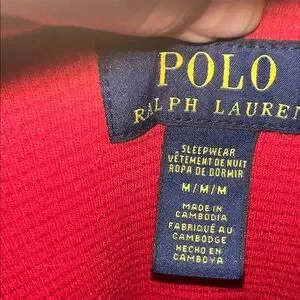 POLO
RALPH LAUREN
SLEEPWEAR
VÊTEMENT DE NUIT
ROPA DE DORMIR
M/M/M
MADE IN
CAMBODIA
FABRIQUÉ AU
CAMBODGE
HECHO EN
CAMBOYA